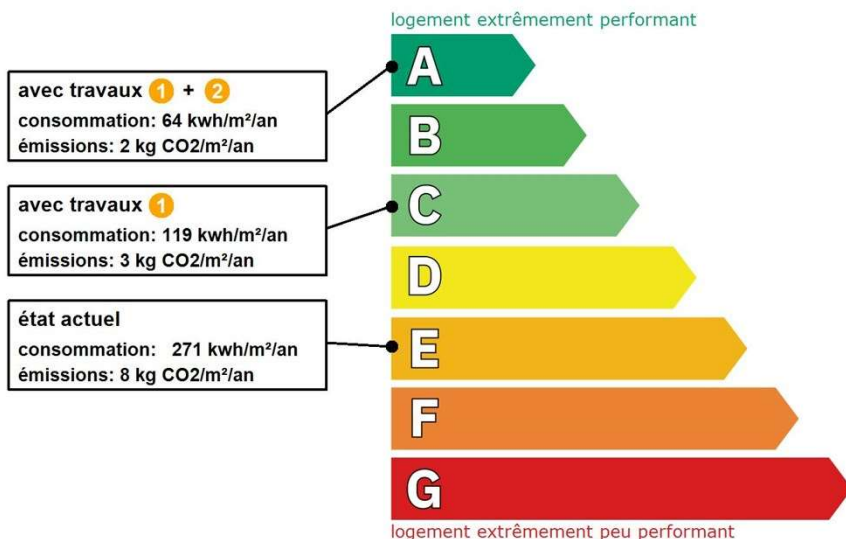 logement extrêmement performant
A
avec travaux 1 + 2
consommation: 64 kwh/m²/an
émissions: 2 kg CO2/m²/an
B
avec travaux 1
consommation: 119 kwh/m²/an
émissions: 3 kg CO2/m²/an
C
D
état actuel
consommation: 271 kwh/m²/an
émissions: 8 kg CO2/m²/an
E
F
G
logement extrêmement peu performant